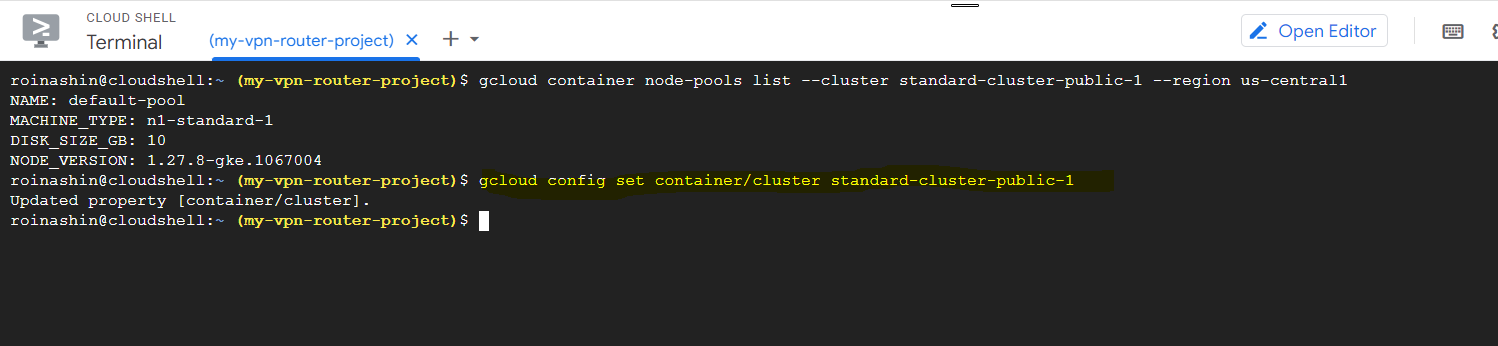 CLOUD SHELL
Terminal
(my-vpn-router-project)
Open Editor
roinashin@cloudshell:~ (my-vpn-router-project)$ gcloud container node-pools list --cluster standard-cluster-public-1 --region us-central1
NAME: default-pool
MACHINE_TYPE: n1-standard-1
DISK_SIZE_GB: 10
NODE_VERSION: 1.27.8-gke.1067004
roinashin@cloudshell:~ (my-vpn-router-project)$ gcloud config set container/cluster standard-cluster-public-1
Updated property [container/cluster].
roinashin@cloudshell:~ (my-vpn-router-project)$